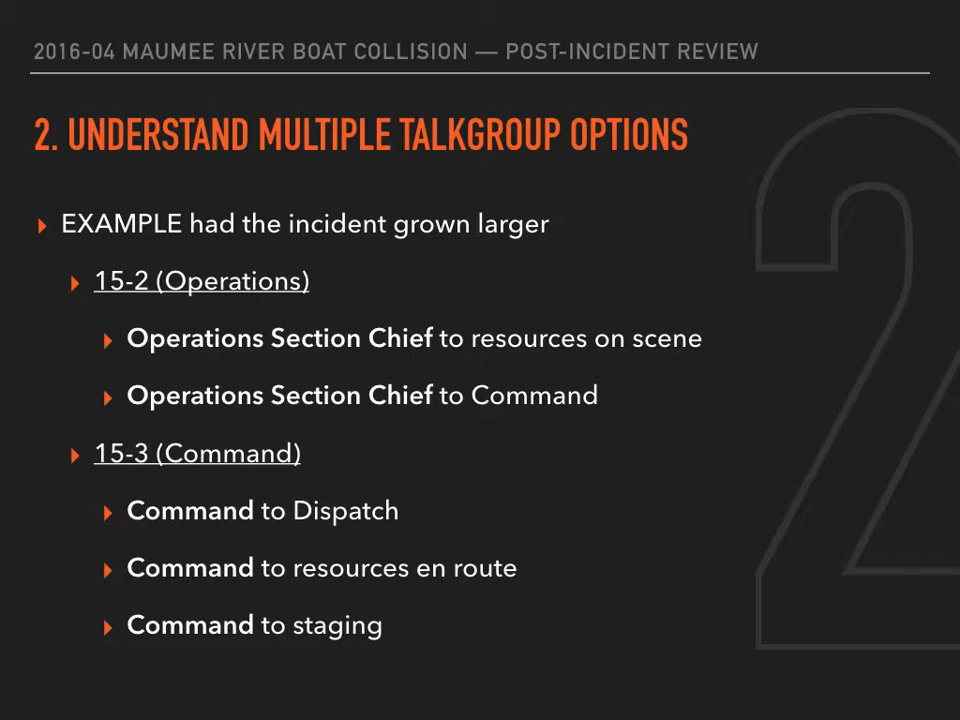 2016-04 MAUMEE RIVER BOAT COLLISION — POST-INCIDENT REVIEW
2. UNDERSTAND MULTIPLE TALKGROUP OPTIONS
EXAMPLE had the incident grown larger
15-2 (Operations)
Operations Section Chief to resources on scene
Operations Section Chief to Command
15-3 (Command)
Command to Dispatch
Command to resources en route
Command to staging
2